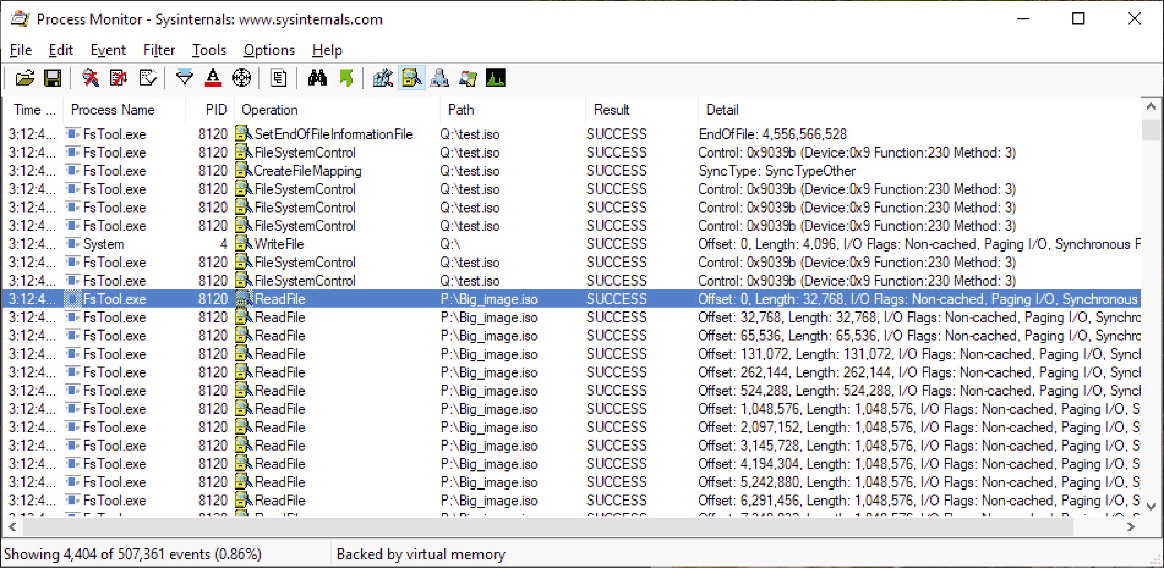 Process Monitor - Sysinternals: www.sysinternals.com
File Edit Event Filter Tools Options Help
Time ... Process Name PID Operation Path Result Detail
3:12:4... FsTool.exe 8120 SetEndOfFileInformationFile Q:\test.iso SUCCESS EndOfFile: 4,556,566,528
3:12:4... FsTool.exe 8120 FileSystemControl Q:\test.iso SUCCESS Control: 0x9039b (Device:0x9 Function:230 Method: 3)
3:12:4... FsTool.exe 8120 CreateFileMapping Q:\test.iso SUCCESS SyncType: SyncTypeOther
3:12:4... FsTool.exe 8120 FileSystemControl Q:\test.iso SUCCESS Control: 0x9039b (Device:0x9 Function:230 Method: 3)
3:12:4... FsTool.exe 8120 FileSystemControl Q:\test.iso SUCCESS Control: 0x9039b (Device:0x9 Function:230 Method: 3)
3:12:4... FsTool.exe 8120 FileSystemControl Q:\test.iso SUCCESS Control: 0x9039b (Device:0x9 Function:230 Method: 3)
3:12:4... System 4 WriteFile Q:\ SUCCESS Offset: 0, Length: 4,096, I/O Flags: Non-cached, Paging I/O, Synchronous P
3:12:4... FsTool.exe 8120 FileSystemControl Q:\test.iso SUCCESS Control: 0x9039b (Device:0x9 Function:230 Method: 3)
3:12:4... FsTool.exe 8120 FileSystemControl Q:\test.iso SUCCESS Control: 0x9039b (Device:0x9 Function:230 Method: 3)
3:12:4... FsTool.exe 8120 ReadFile P:\Big_image.iso SUCCESS Offset: 0, Length: 32,768, I/O Flags: Non-cached, Paging I/O, Synchronous
3:12:4... FsTool.exe 8120 ReadFile P:\Big_image.iso SUCCESS Offset: 32,768, Length: 32,768, I/O Flags: Non-cached, Paging I/O, Synchro
3:12:4... FsTool.exe 8120 ReadFile P:\Big_image.iso SUCCESS Offset: 65,536, Length: 65,536, I/O Flags: Non-cached, Paging I/O, Synchro
3:12:4... FsTool.exe 8120 ReadFile P:\Big_image.iso SUCCESS Offset: 131,072, Length: 131,072, I/O Flags: Non-cached, Paging I/O, Synch
3:12:4... FsTool.exe 8120 ReadFile P:\Big_image.iso SUCCESS Offset: 262,144, Length: 262,144, I/O Flags: Non-cached, Paging I/O, Synch
3:12:4... FsTool.exe 8120 ReadFile P:\Big_image.iso SUCCESS Offset: 524,288, Length: 524,288, I/O Flags: Non-cached, Paging I/O, Synch
3:12:4... FsTool.exe 8120 ReadFile P:\Big_image.iso SUCCESS Offset: 1,048,576, Length: 1,048,576, I/O Flags: Non-cached, Paging I/O, S
3:12:4... FsTool.exe 8120 ReadFile P:\Big_image.iso SUCCESS Offset: 2,097,152, Length: 1,048,576, I/O Flags: Non-cached, Paging I/O, S
3:12:4... FsTool.exe 8120 ReadFile P:\Big_image.iso SUCCESS Offset: 3,145,728, Length: 1,048,576, I/O Flags: Non-cached, Paging I/O, S
3:12:4... FsTool.exe 8120 ReadFile P:\Big_image.iso SUCCESS Offset: 4,194,304, Length: 1,048,576, I/O Flags: Non-cached, Paging I/O, S
3:12:4... FsTool.exe 8120 ReadFile P:\Big_image.iso SUCCESS Offset: 5,242,880, Length: 1,048,576, I/O Flags: Non-cached, Paging I/O, S
3:12:4... FsTool.exe 8120 ReadFile P:\Big_image.iso SUCCESS Offset: 6,291,456, Length: 1,048,576, I/O Flags: Non-cached, Paging I/O, S
Showing 4,404 of 507,361 events (0.86%) Backed by virtual memory